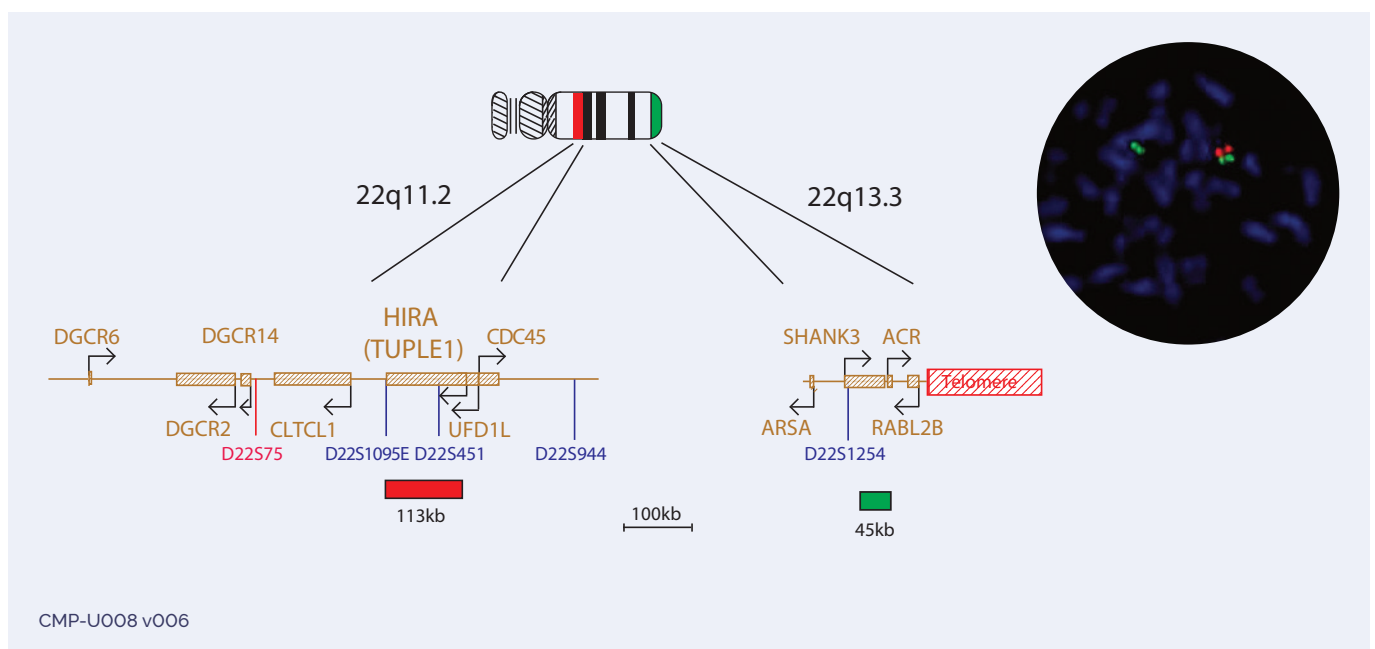 22q11.2
22q13.3
HIRA
(TUPLE1)
DGCR6
DGCR14
CDC45
SHANK3
ACR
Telomere
DGCR2
CLTCL1
UFD1L
ARSA
RABL2B
D22S75
D22S1095E
D22S451
D22S944
D22S1254
113kb
100kb
45kb
CMP-U008 v006